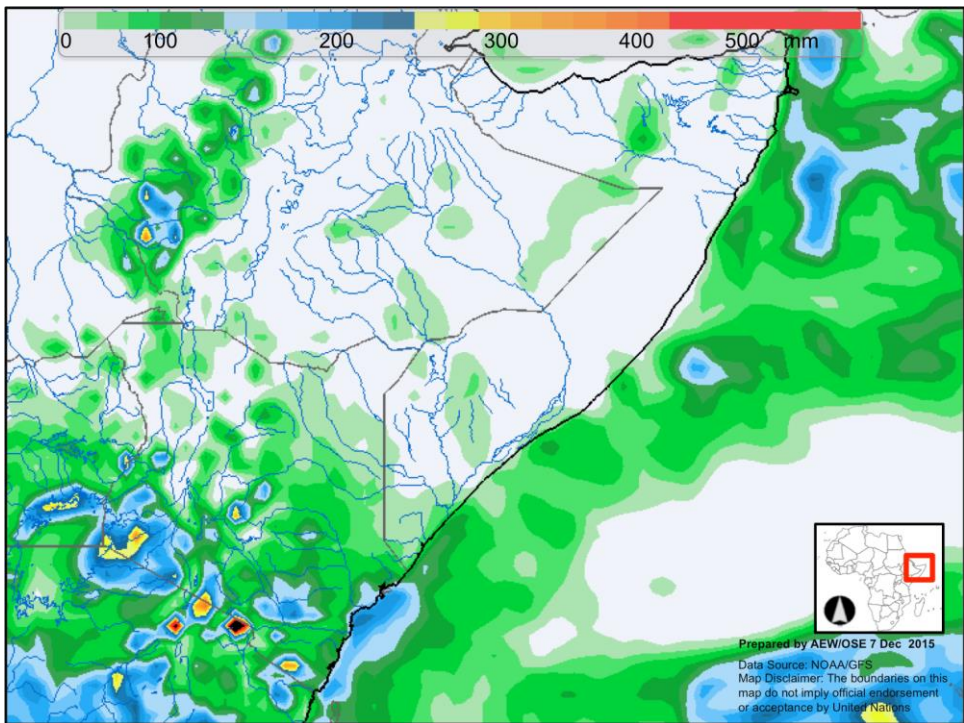 0 100 200 300 400 500 mm
Prepared by AEW/OSE 7 Dec 2015
Data Source: NOAA/GFS
Map Disclaimer: The boundaries on this
map do not imply official endorsement
or acceptance by United Nations